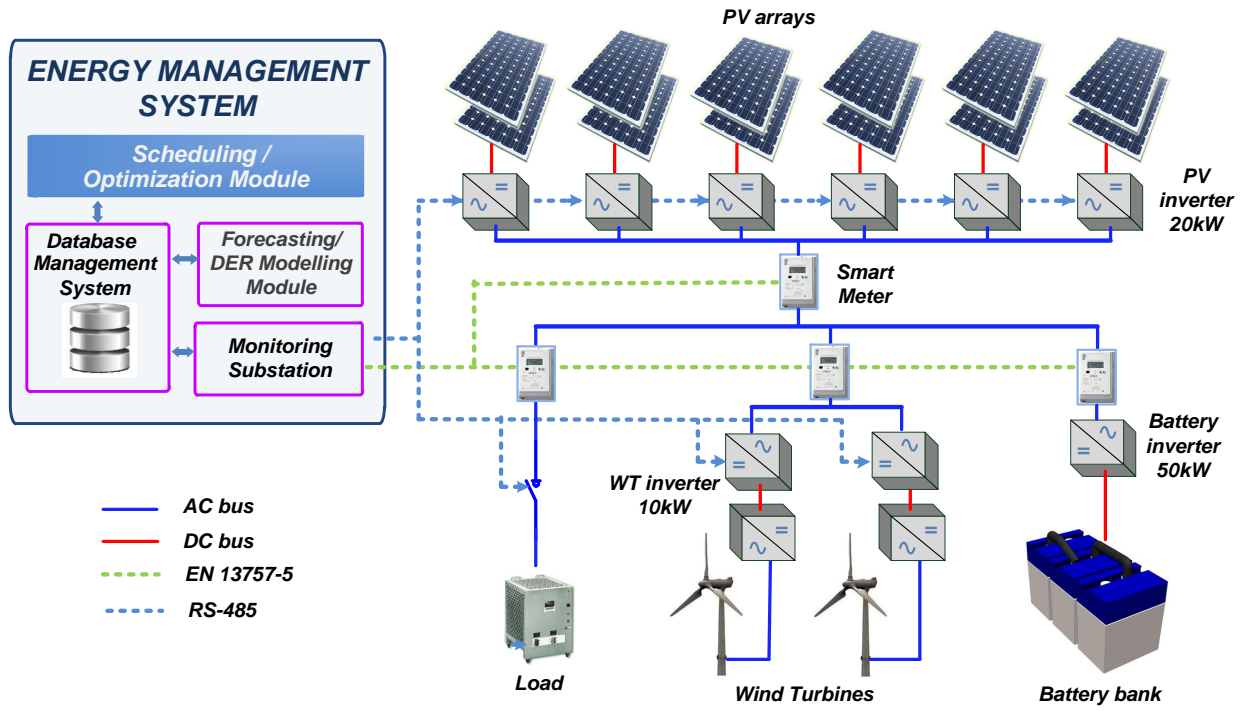 PV arrays
ENERGY MANAGEMENT
SYSTEM
Scheduling /
Optimization Module
Database
Management
System
Forecasting/
DER Modelling
Module
Monitoring
Substation
PV
inverter
20kW
Smart
Meter
WT inverter
10kW
Battery
inverter
50kW
AC bus
DC bus
EN 13757-5
RS-485
Load
Wind Turbines
Battery bank